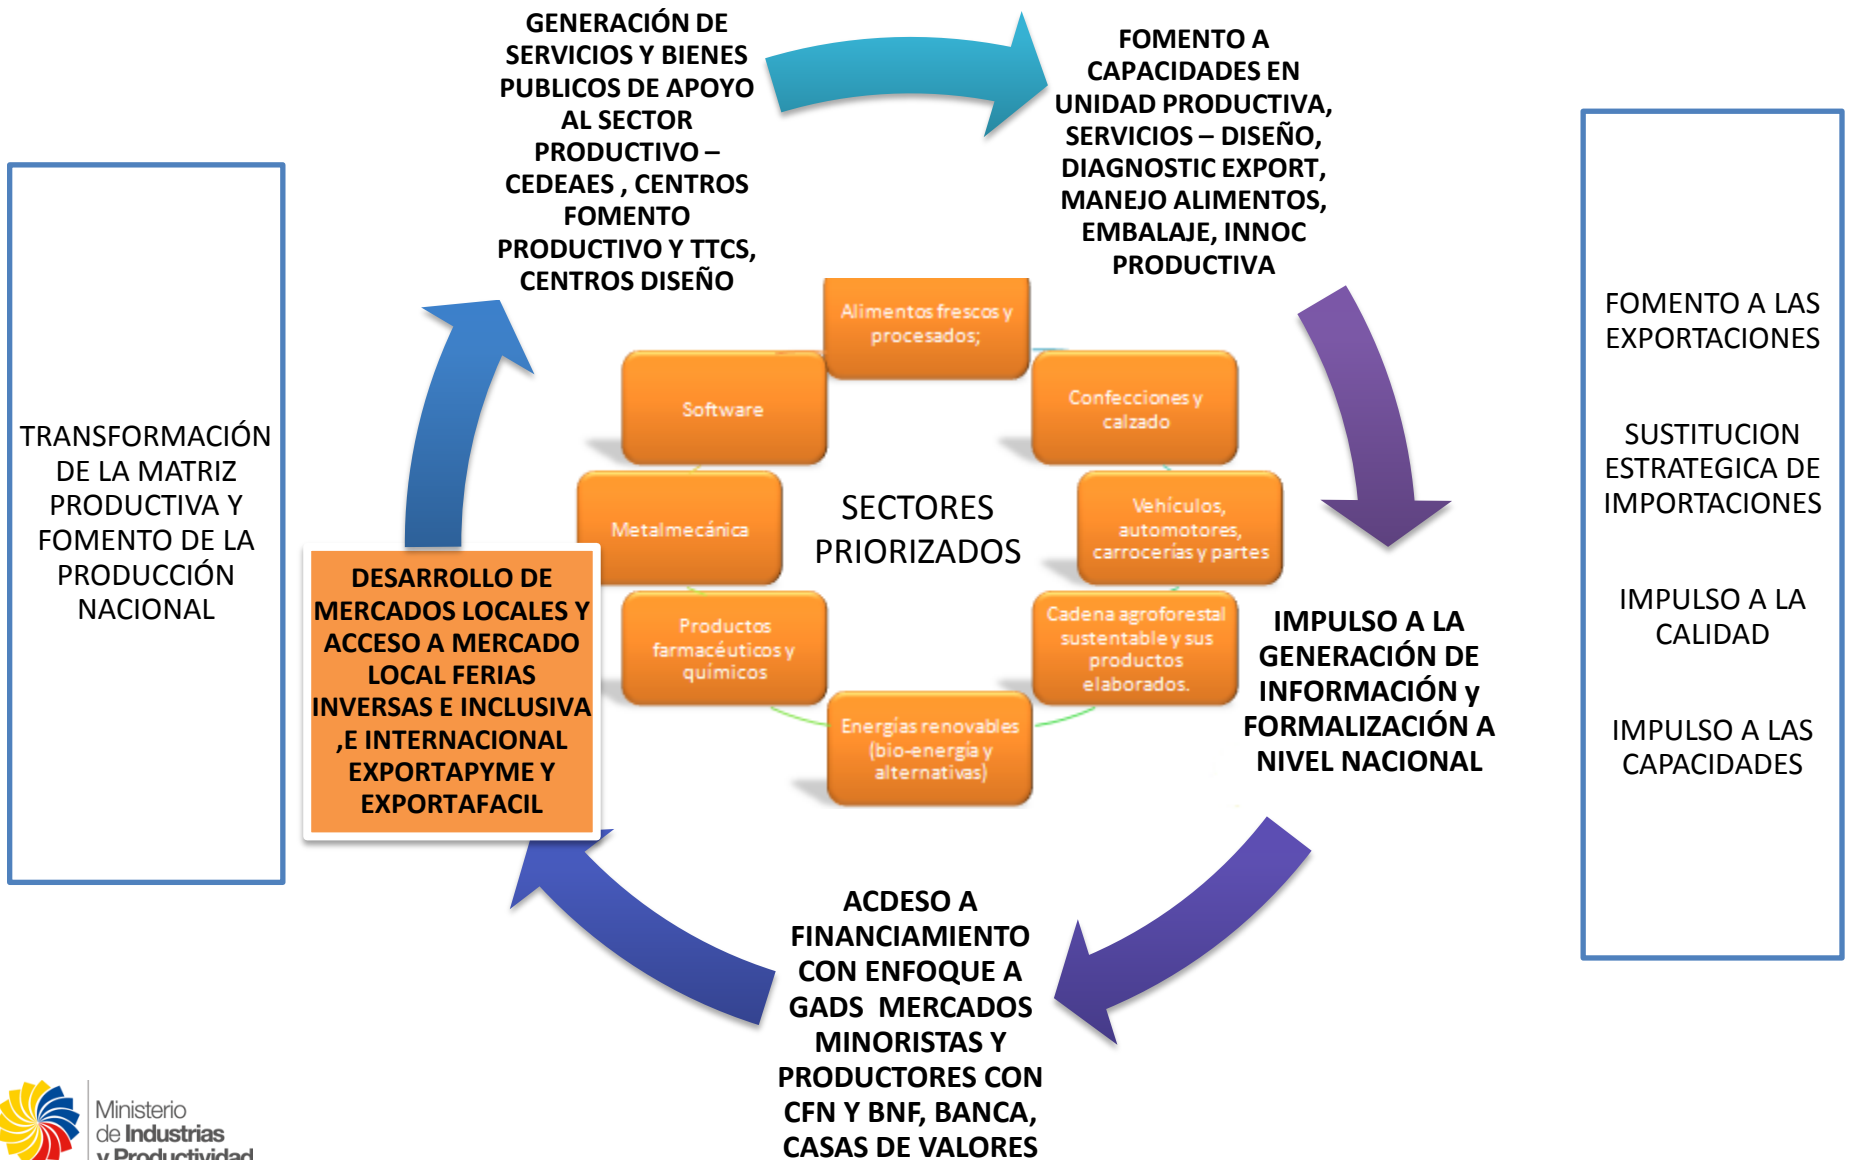 GENERACIÓN DE
SERVICIOS Y BIENES
PUBLICOS DE APOYO
AL SECTOR
PRODUCTIVO –
CEDEAES , CENTROS
FOMENTO
PRODUCTIVO Y TTCS,
CENTROS DISEÑO
FOMENTO A
CAPACIDADES EN
UNIDAD PRODUCTIVA,
SERVICIOS – DISEÑO,
DIAGNOSTIC EXPORT,
MANEJO ALIMENTOS,
EMBALAJE, INNOC
PRODUCTIVA
TRANSFORMACIÓN
DE LA MATRIZ
PRODUCTIVA Y
FOMENTO DE LA
PRODUCCIÓN
NACIONAL
Alimentos frescos y
procesados;
Confecciones y
calzado
Vehículos,
automotores,
carrocerías y partes
Cadena agroforestal
sustentable y sus
productos
elaborados.
Energías renovables
(bio-energía y
alternativas)
Productos
farmacéuticos y
químicos
Metalmecánica
Software
SECTORES
PRIORIZADOS
DESARROLLO DE
MERCADOS LOCALES Y
ACCESO A MERCADO
LOCAL FERIAS
INVERSAS E INCLUSIVA
,E INTERNACIONAL
EXPORTAPYME Y
EXPORTAFACIL
IMPULSO A LA
GENERACIÓN DE
INFORMACIÓN y
FORMALIZACIÓN A
NIVEL NACIONAL
ACDESO A
FINANCIAMIENTO
CON ENFOQUE A
GADS MERCADOS
MINORISTAS Y
PRODUCTORES CON
CFN Y BNF, BANCA,
CASAS DE VALORES
FOMENTO A LAS
EXPORTACIONES
SUSTITUCION
ESTRATEGICA DE
IMPORTACIONES
IMPULSO A LA
CALIDAD
IMPULSO A LAS
CAPACIDADES
Ministerio
de Industrias
y Productividad